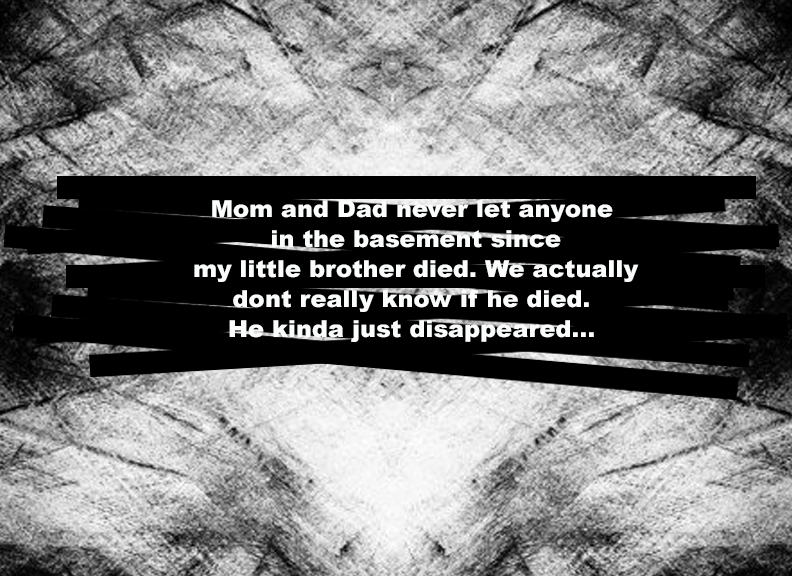 Mom and Dad never let anyone
in the basement since
my little brother died. We actually
dont really know if he died.
He kinda just disappeared...